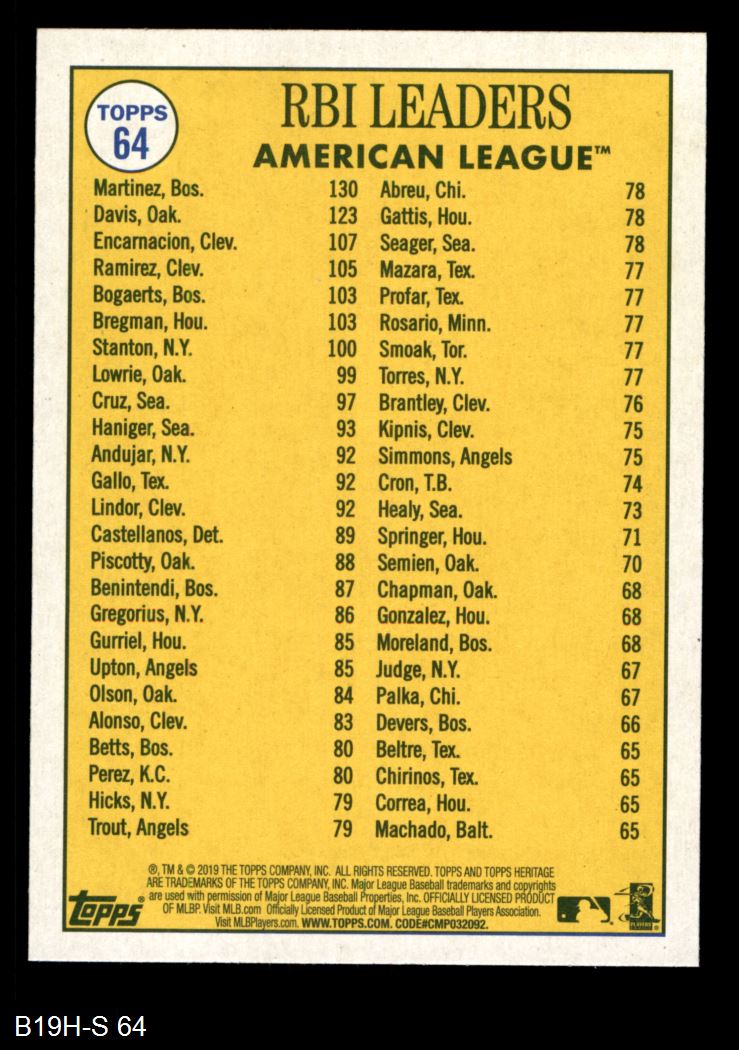 TOPPS
64
RBI LEADERS
AMERICAN LEAGUE™
Martinez, Bos. 130
Davis, Oak. 123
Encarnacion, Clev. 107
Ramirez, Clev. 105
Bogaerts, Bos. 103
Bregman, Hou. 103
Stanton, N.Y. 100
Lowrie, Oak. 99
Cruz, Sea. 97
Haniger, Sea. 93
Andujar, N.Y. 92
Gallo, Tex. 92
Lindor, Clev. 92
Castellanos, Det. 89
Piscotty, Oak. 88
Benintendi, Bos. 87
Gregorius, N.Y. 86
Gurriel, Hou. 85
Upton, Angels 85
Olson, Oak. 84
Alonso, Clev. 83
Betts, Bos. 80
Perez, K.C. 80
Hicks, N.Y. 79
Trout, Angels 79
Abreu, Chi. 78
Gattis, Hou. 78
Seager, Sea. 78
Mazara, Tex. 77
Profar, Tex. 77
Rosario, Minn. 77
Smoak, Tor. 77
Torres, N.Y. 77
Brantley, Clev. 76
Kipnis, Clev. 75
Simmons, Angels 75
Cron, T.B. 74
Healy, Sea. 73
Springer, Hou. 71
Semien, Oak. 70
Chapman, Oak. 68
Gonzalez, Hou. 68
Moreland, Bos. 68
Judge, N.Y. 67
Palka, Chi. 67
Devers, Bos. 66
Beltre, Tex. 65
Chirinos, Tex. 65
Correa, Hou. 65
Machado, Balt. 65
®, TM & © 2019 THE TOPPS COMPANY, INC. ALL RIGHTS RESERVED. TOPPS AND TOPPS HERITAGE
ARE TRADEMARKS OF THE TOPPS COMPANY, INC. Major League Baseball trademarks and copyrights
are used with permission of Major League Baseball Properties, Inc. OFFICIALLY LICENSED PRODUCT
OF MLBP. Visit MLB.com Officially Licensed Product of Major League Baseball Players Association.
Visit MLBPlayers.com. WWW.TOPPS.COM. CODE#CMP032092.
topps®
B19H-S 64